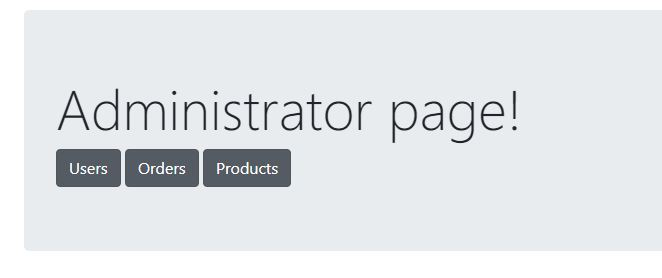 Administrator page!
Users Orders Products